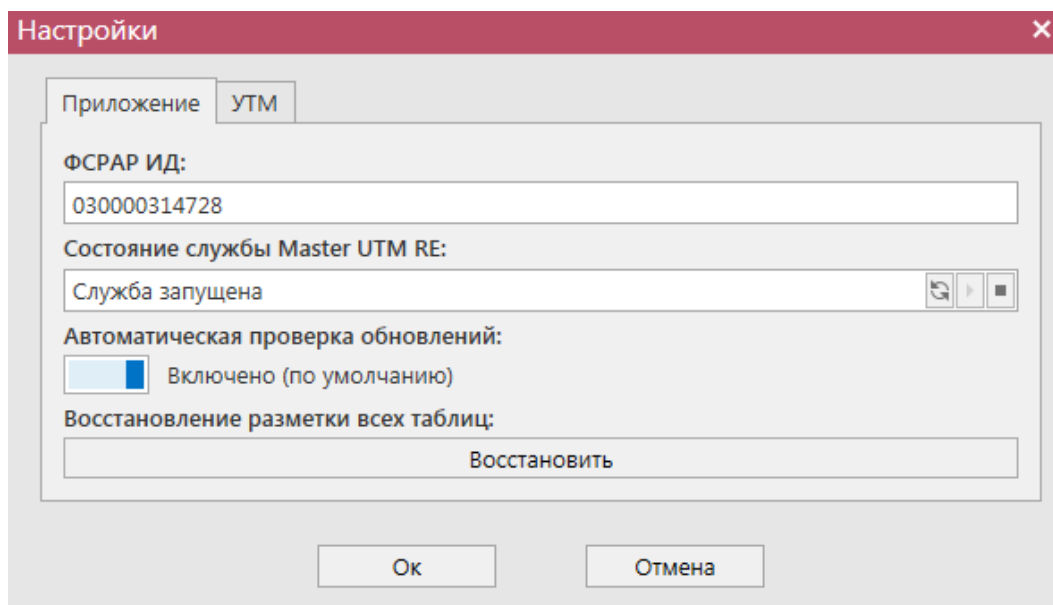 Настройки
Приложение УТМ
ФСРАР ИД:
030000314728
Состояние службы Master UTM RE:
Служба запущена
Автоматическая проверка обновлений:
Включено (по умолчанию)
Восстановление разметки всех таблиц:
Восстановить
Ок Отмена